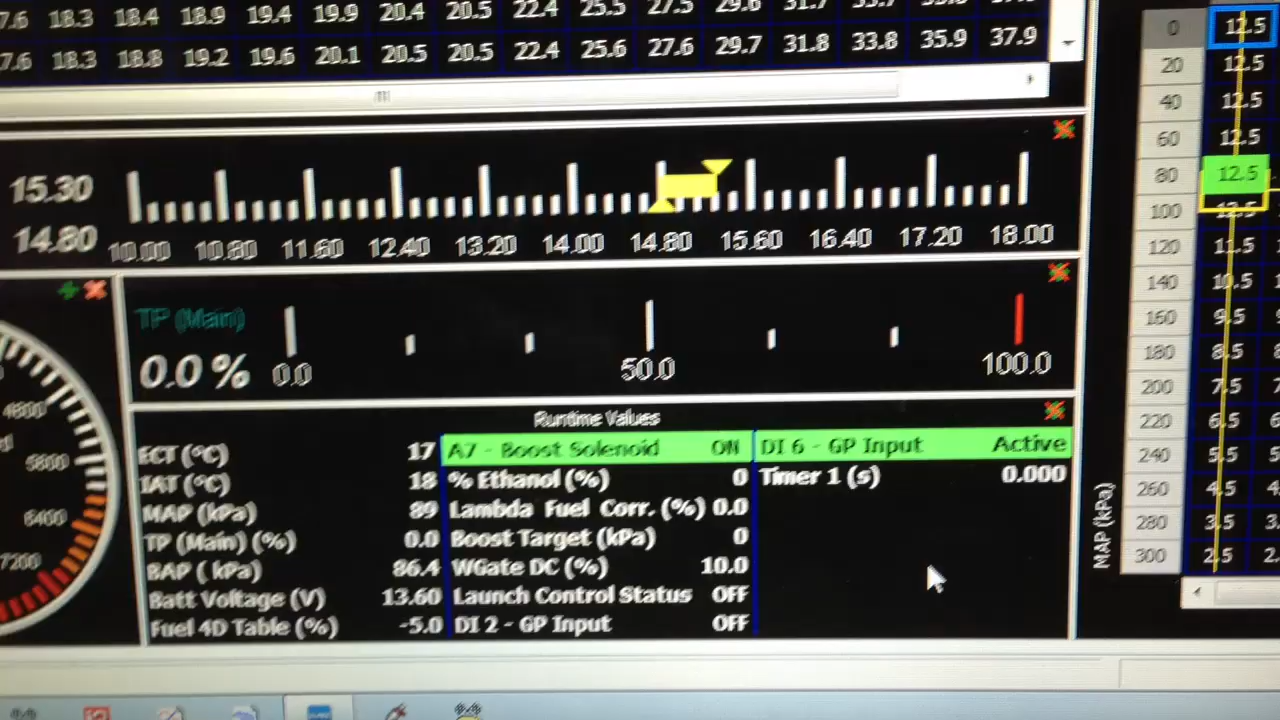 7.6 18.3 18.4 18.9 19.4 19.9 20.4 20.5 22.4 25.5 27.5 29.6 31.7
7.6 18.3 18.8 19.2 19.6 20.1 20.5 20.5 22.4 25.6 27.6 29.7 31.8 33.8 35.9 37.9
15.30
14.80
10.00 10.80 11.60 12.40 13.20 14.00 14.80 15.60 16.40 17.20 18.00
TP (Main)
0.0 %
0.0 50.0 100.0
4800
5600
6400
7200
Runtime Values
ECT (°C) 17
IAT (°C) 18
MAP (kPa) 89
TP (Main) (%) 0.0
BAP ( kPa) 86.4
Batt Voltage (V) 13.60
Fuel 4D Table (%) -5.0
A7 - Boost Solenoid ON
% Ethanol (%) 0
Lambda Fuel Corr. (%) 0.0
Boost Target (kPa) 0
WGate DC (%) 10.0
Launch Control Status OFF
DI 2 - GP Input OFF
DI 6 - GP Input Active
Timer 1 (s) 0.000
MAP (kPa)
0 12.5
20 12.5
40 12.5
60 12.5
80 12.5
100 12.5
120 11.5
140 10.5
160 9.5
180 8.5
200 7.5
220 6.5
240 5.5
260 4.5
280 3.5
300 2.5